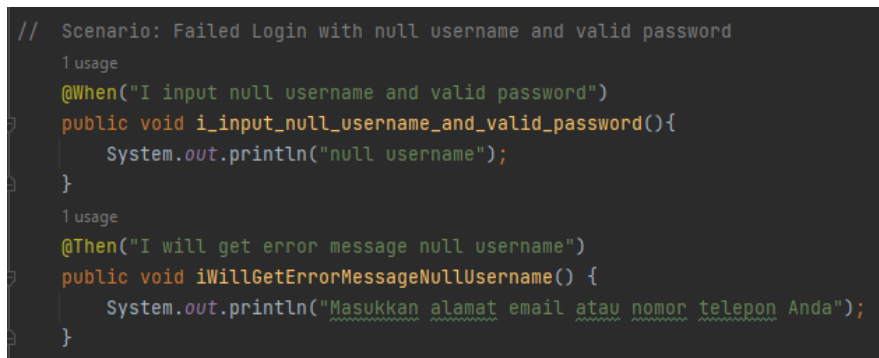 //  Scenario: Failed Login with null username and valid password
1 usage
@When("I input null username and valid password")
public void i_input_null_username_and_valid_password(){
System.out.println("null username");
}
1 usage
@Then("I will get error message null username")
public void iWillGetErrorMessageNullUsername() {
System.out.println("Masukkan alamat email atau nomor telepon Anda");
}